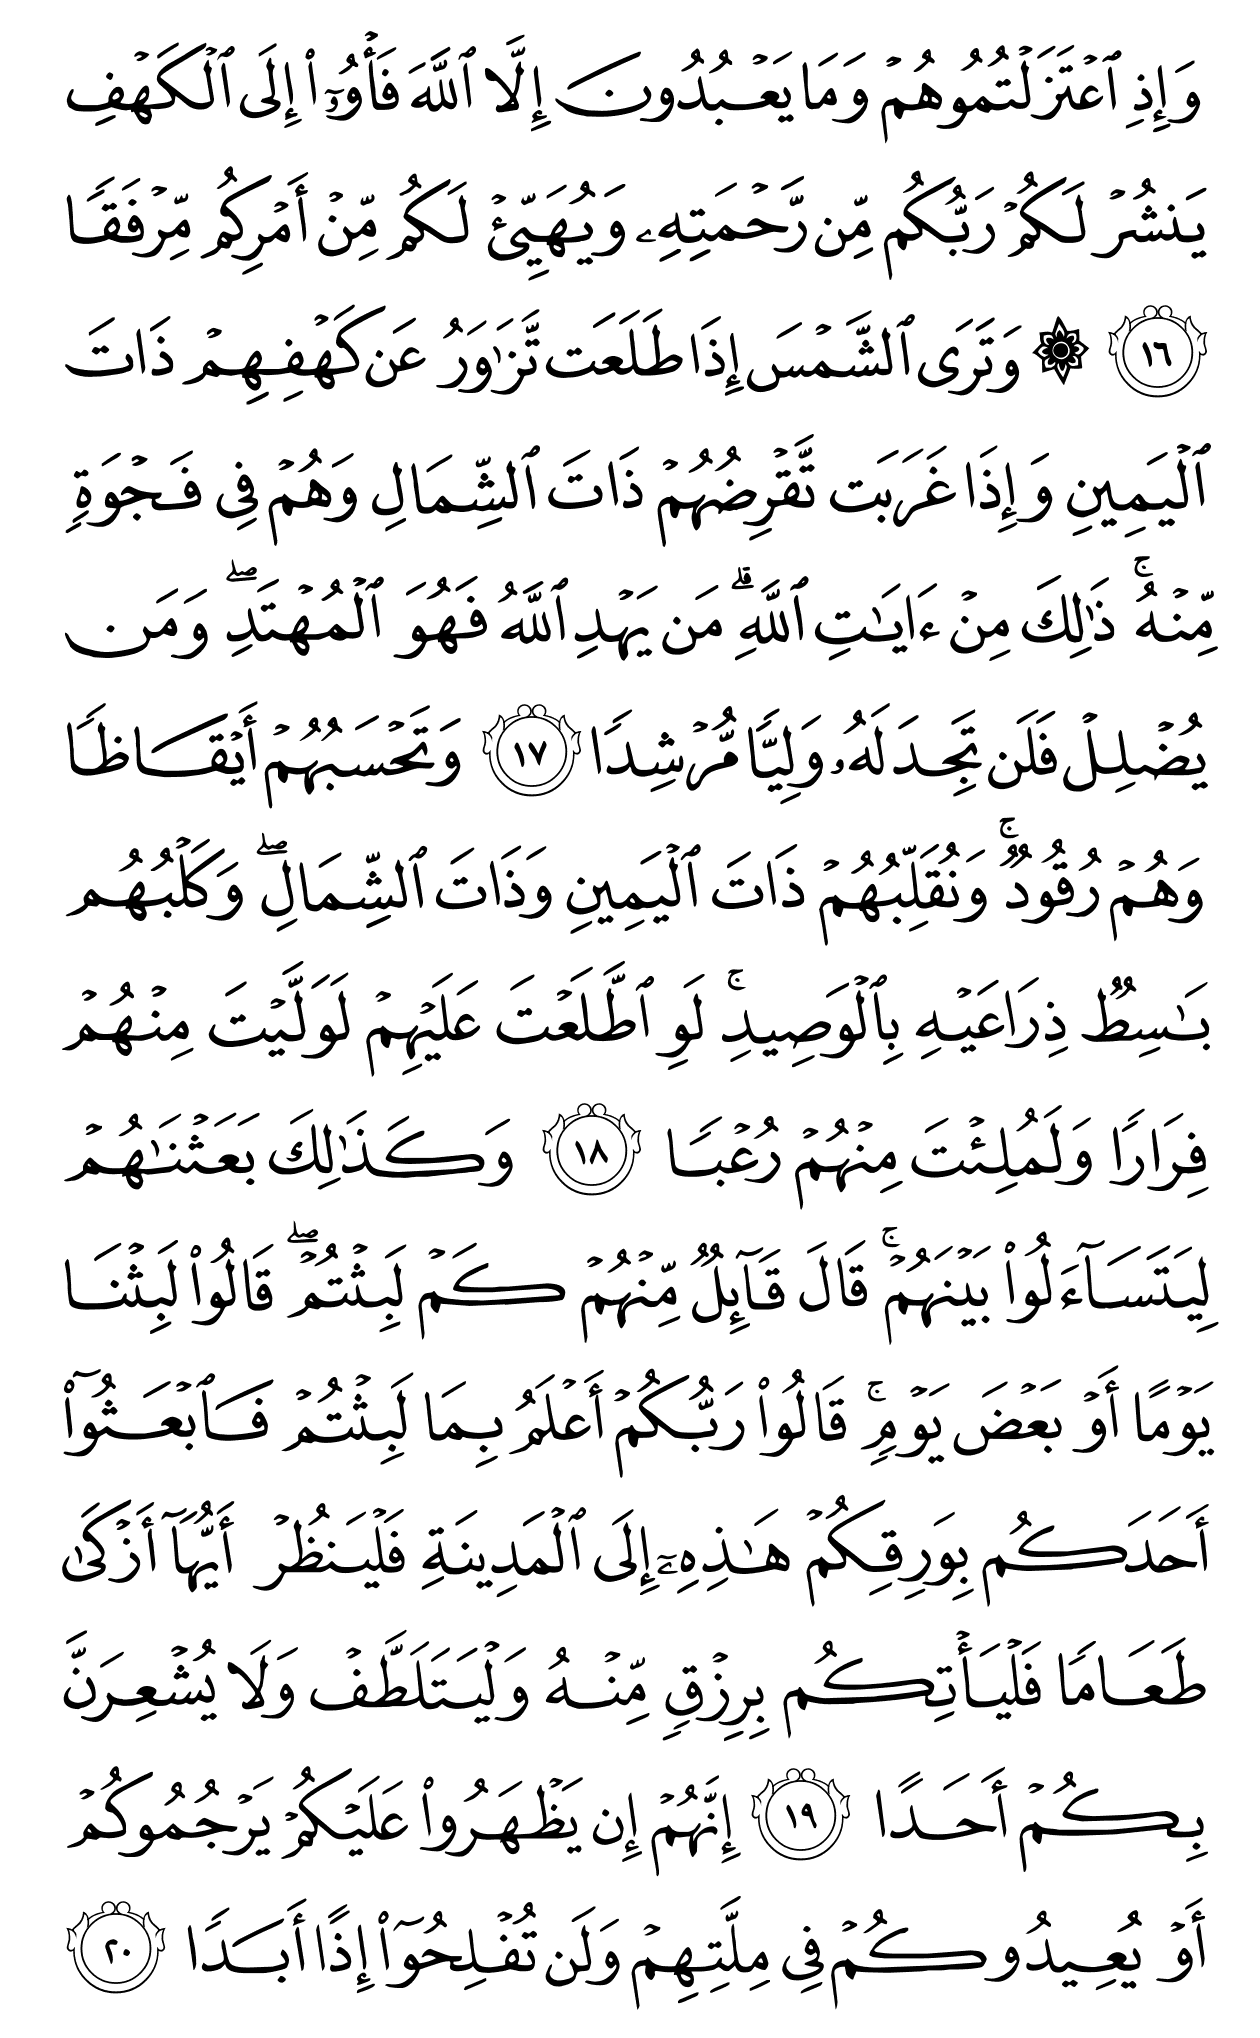 وَإِذِ ٱعۡتَزَلۡتُمُوهُمۡ وَمَا يَعۡبُدُونَ إِلَّا ٱللَّهَ فَأۡوُۥٓاْ إِلَى ٱلۡكَهۡفِ
يَنشُرۡ لَكُمۡ رَبُّكُم مِّن رَّحۡمَتِهِۦ وَيُهَيِّئۡ لَكُم مِّنۡ أَمۡرِكُم مِّرۡفَقٗا
١٦ ۞ وَتَرَى ٱلشَّمۡسَ إِذَا طَلَعَت تَّزَٰوَرُ عَن كَهۡفِهِمۡ ذَاتَ
ٱلۡيَمِينِ وَإِذَا غَرَبَت تَّقۡرِضُهُمۡ ذَاتَ ٱلشِّمَالِ وَهُمۡ فِي فَجۡوَةٖ
مِّنۡهُۚ ذَٰلِكَ مِنۡ ءَايَٰتِ ٱللَّهِۗ مَن يَهۡدِ ٱللَّهُ فَهُوَ ٱلۡمُهۡتَدِۖ وَمَن
يُضۡلِلۡ فَلَن تَجِدَ لَهُۥ وَلِيّٗا مُّرۡشِدٗا ١٧ وَتَحۡسَبُهُمۡ أَيۡقَاظٗا
وَهُمۡ رُقُودٞۚ وَنُقَلِّبُهُمۡ ذَاتَ ٱلۡيَمِينِ وَذَاتَ ٱلشِّمَالِۖ وَكَلۡبُهُم
بَٰسِطٞ ذِرَاعَيۡهِ بِٱلۡوَصِيدِۚ لَوِ ٱطَّلَعۡتَ عَلَيۡهِمۡ لَوَلَّيۡتَ مِنۡهُمۡ
فِرَارٗا وَلَمُلِئۡتَ مِنۡهُمۡ رُعۡبٗا ١٨ وَكَذَٰلِكَ بَعَثۡنَٰهُمۡ
لِيَتَسَآءَلُواْ بَيۡنَهُمۡۚ قَالَ قَآئِلٞ مِّنۡهُمۡ كَمۡ لَبِثۡتُمۡۖ قَالُواْ لَبِثۡنَا
يَوۡمًا أَوۡ بَعۡضَ يَوۡمٖۚ قَالُواْ رَبُّكُمۡ أَعۡلَمُ بِمَا لَبِثۡتُمۡ فَٱبۡعَثُوٓاْ
أَحَدَكُم بِوَرِقِكُمۡ هَٰذِهِۦٓ إِلَى ٱلۡمَدِينَةِ فَلۡيَنظُرۡ أَيُّهَآ أَزۡكَىٰ
طَعَامٗا فَلۡيَأۡتِكُم بِرِزۡقٖ مِّنۡهُ وَلۡيَتَلَطَّفۡ وَلَا يُشۡعِرَنَّ
بِكُمۡ أَحَدًا ١٩ إِنَّهُمۡ إِن يَظۡهَرُواْ عَلَيۡكُمۡ يَرۡجُمُوكُمۡ
أَوۡ يُعِيدُوكُمۡ فِي مِلَّتِهِمۡ وَلَن تُفۡلِحُوٓاْ إِذًا أَبَدٗا ٢٠